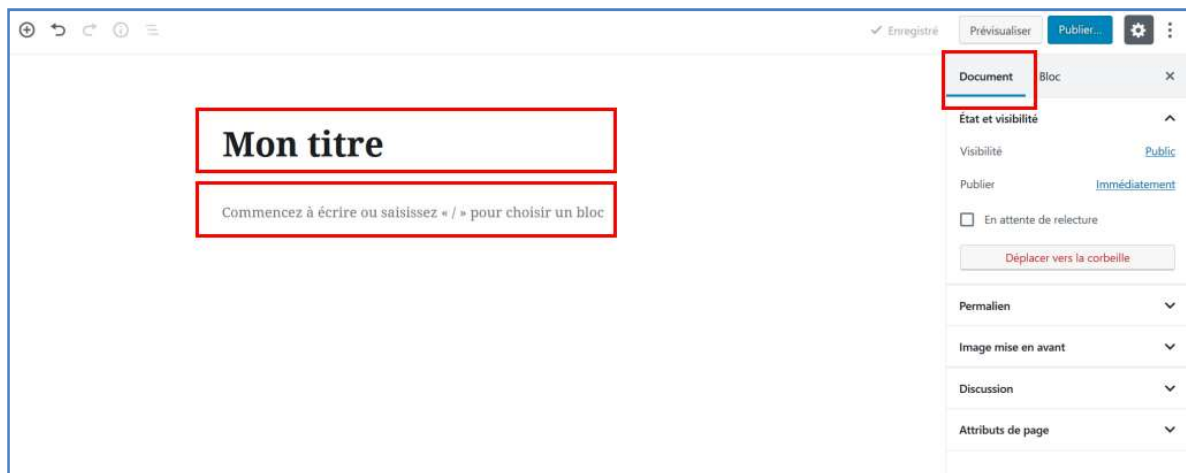 Enregistré Prévisualiser Publier...
Document Bloc
Mon titre
Commencez à écrire ou saisissez « / » pour choisir un bloc
État et visibilité
Visibilité Public
Publier Immédiatement
En attente de relecture
Déplacer vers la corbeille
Permalien
Image mise en avant
Discussion
Attributs de page